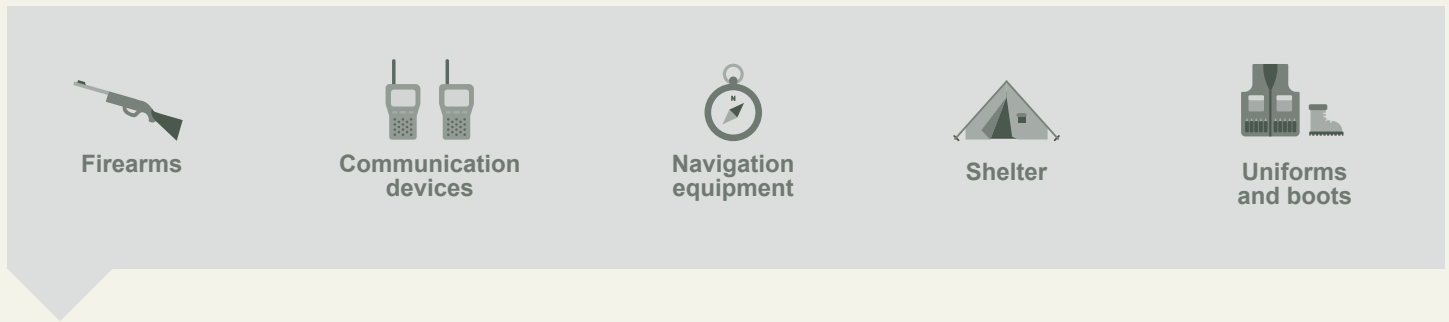 N
Firearms
Communication
devices
Navigation
equipment
Shelter
Uniforms
and boots